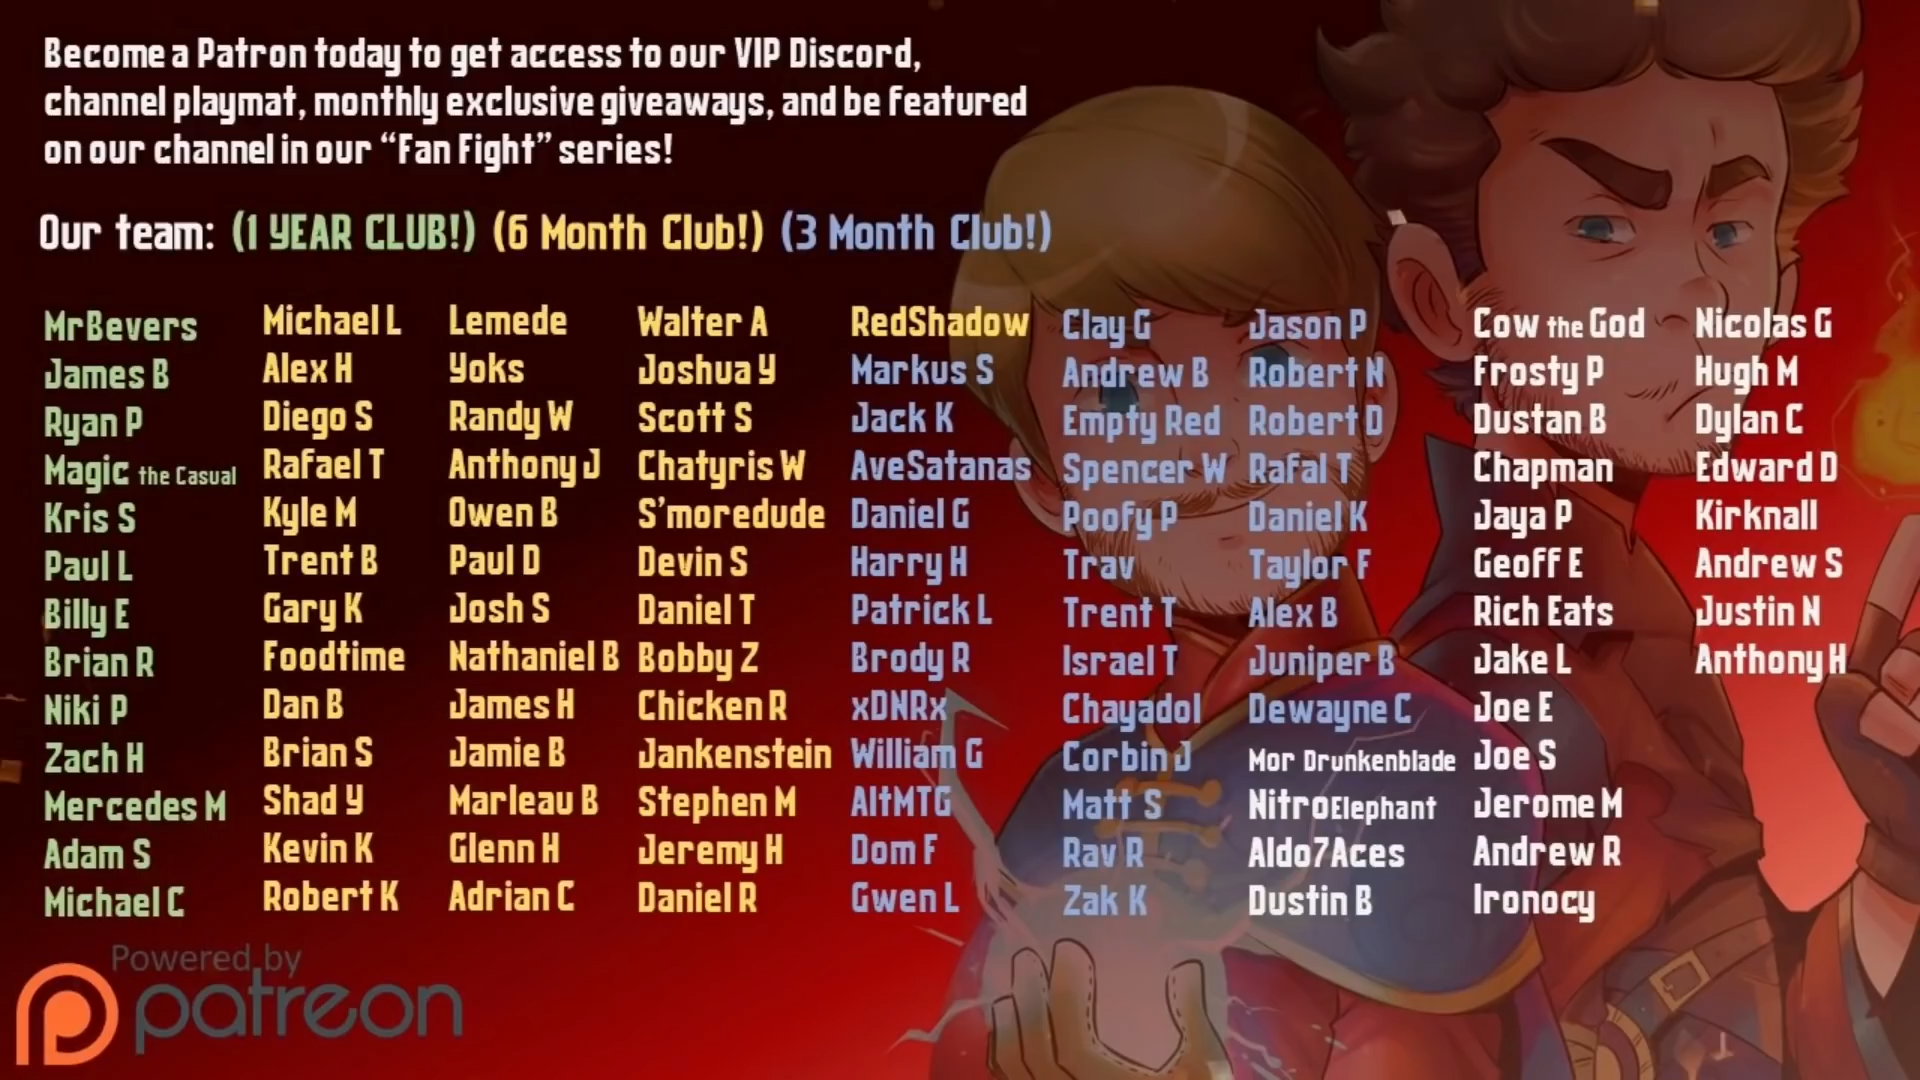 Become a Patron today to get access to our VIP Discord,
channel playmat, monthly exclusive giveaways, and be featured
on our channel in our “Fan Fight” series!
Our team: (1 YEAR CLUB!) (6 Month Club!) (3 Month Club!)
MrBevers
James B
Ryan P
Magic the Casual
Kris S
Paul L
Billy E
Brian R
Niki P
Zach H
Mercedes M
Adam S
Michael C
Michael L
Alex H
Diego S
Rafael T
Kyle M
Trent B
Gary K
Foodtime
Dan B
Brian S
Shad Y
Kevin K
Robert K
Lemede
Yoks
Randy W
Anthony J
Owen B
Paul D
Josh S
Nathaniel B
James H
Jamie B
Marleau B
Glenn H
Adrian C
Walter A
Joshua Y
Scott S
Chatyris W
S’moredude
Devin S
Daniel T
Bobby Z
Chicken R
Jankenstein
Stephen M
Jeremy H
Daniel R
RedShadow
Markus S
Jack K
AveSatanas
Daniel G
Harry H
Patrick L
Brody R
xDNRx
William G
AltMTG
Dom F
Gwen L
Clay G
Andrew B
Empty Red
Spencer W
Poofy P
Trav
Trent T
Israel T
Chayadol
Corbin J
Matt S
Rav R
Zak K
Jason P
Robert N
Robert D
Rafal T
Daniel K
Taylor F
Alex B
Juniper B
Dewayne C
Mor Drunkenblade
NitroElephant
Aldo7Aces
Dustin B
Cow the God
Frosty P
Dustan B
Chapman
Jaya P
Geoff E
Rich Eats
Jake L
Joe E
Joe S
Jerome M
Andrew R
Ironocy
Nicolas G
Hugh M
Dylan C
Edward D
Kirknall
Andrew S
Justin N
Anthony H
Powered by
patreon